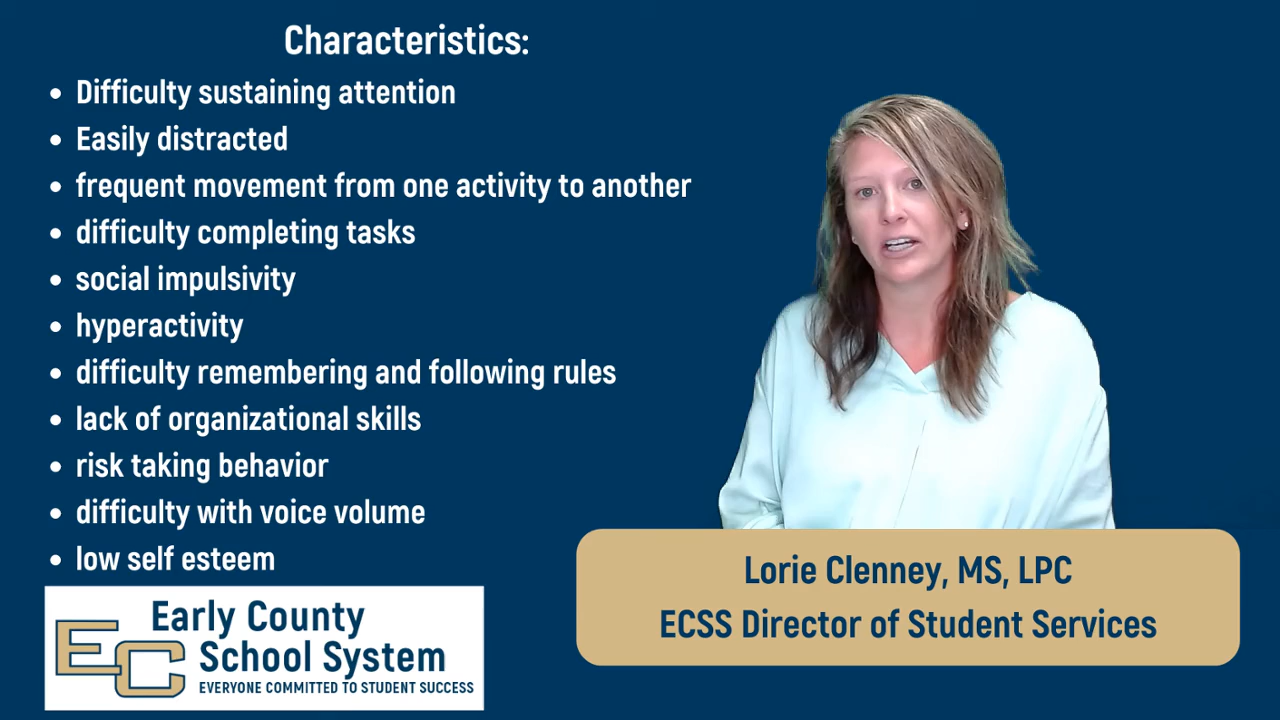 Characteristics:
• Difficulty sustaining attention
• Easily distracted
• frequent movement from one activity to another
• difficulty completing tasks
• social impulsivity
• hyperactivity
• difficulty remembering and following rules
• lack of organizational skills
• risk taking behavior
• difficulty with voice volume
• low self esteem
EC
Early County
School System
EVERYONE COMMITTED TO STUDENT SUCCESS
Lorie Clenney, MS, LPC
ECSS Director of Student Services